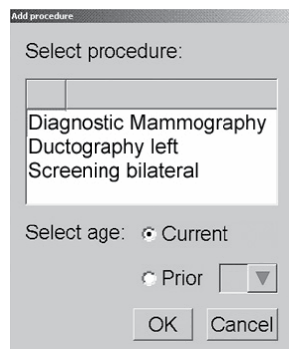 Add procedure
Select procedure:
Diagnostic Mammography
Ductography left
Screening bilateral
Select age: Current
Prior
OK Cancel